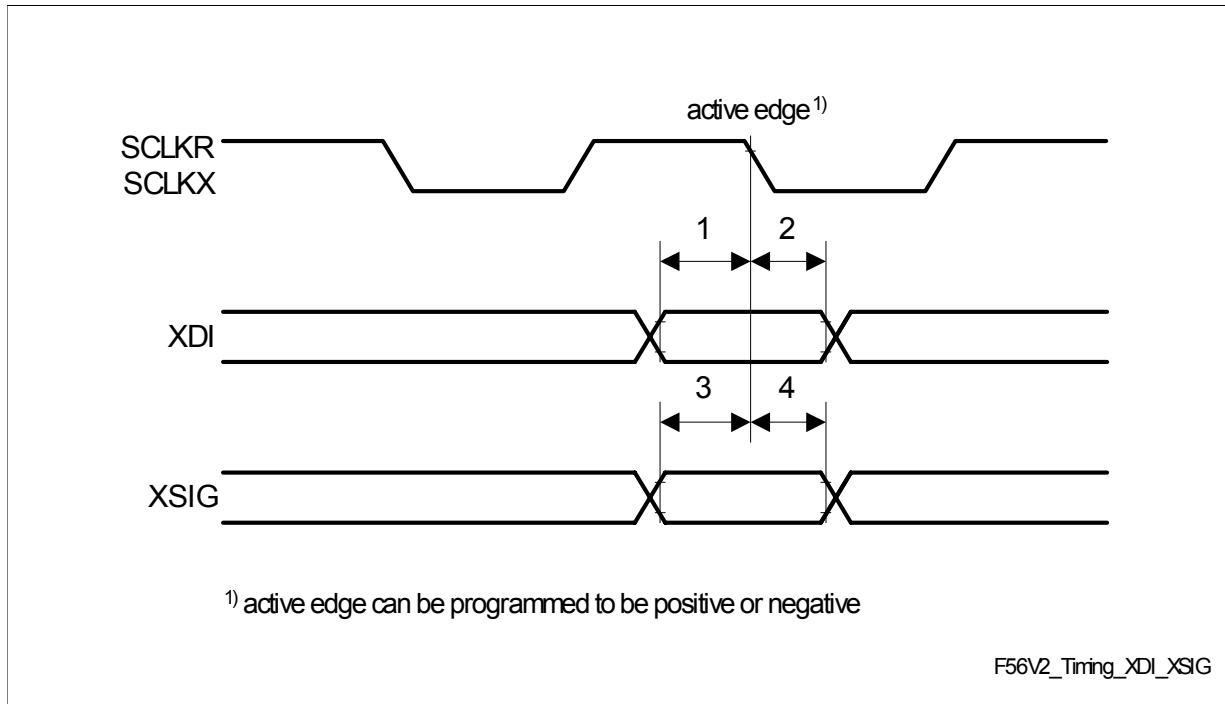 active edge 1)
SCLKR
SCLKX
1 2
XDI
3 4
XSIG
1) active edge can be programmed to be positive or negative
F56V2_Timing_XDI_XSIG